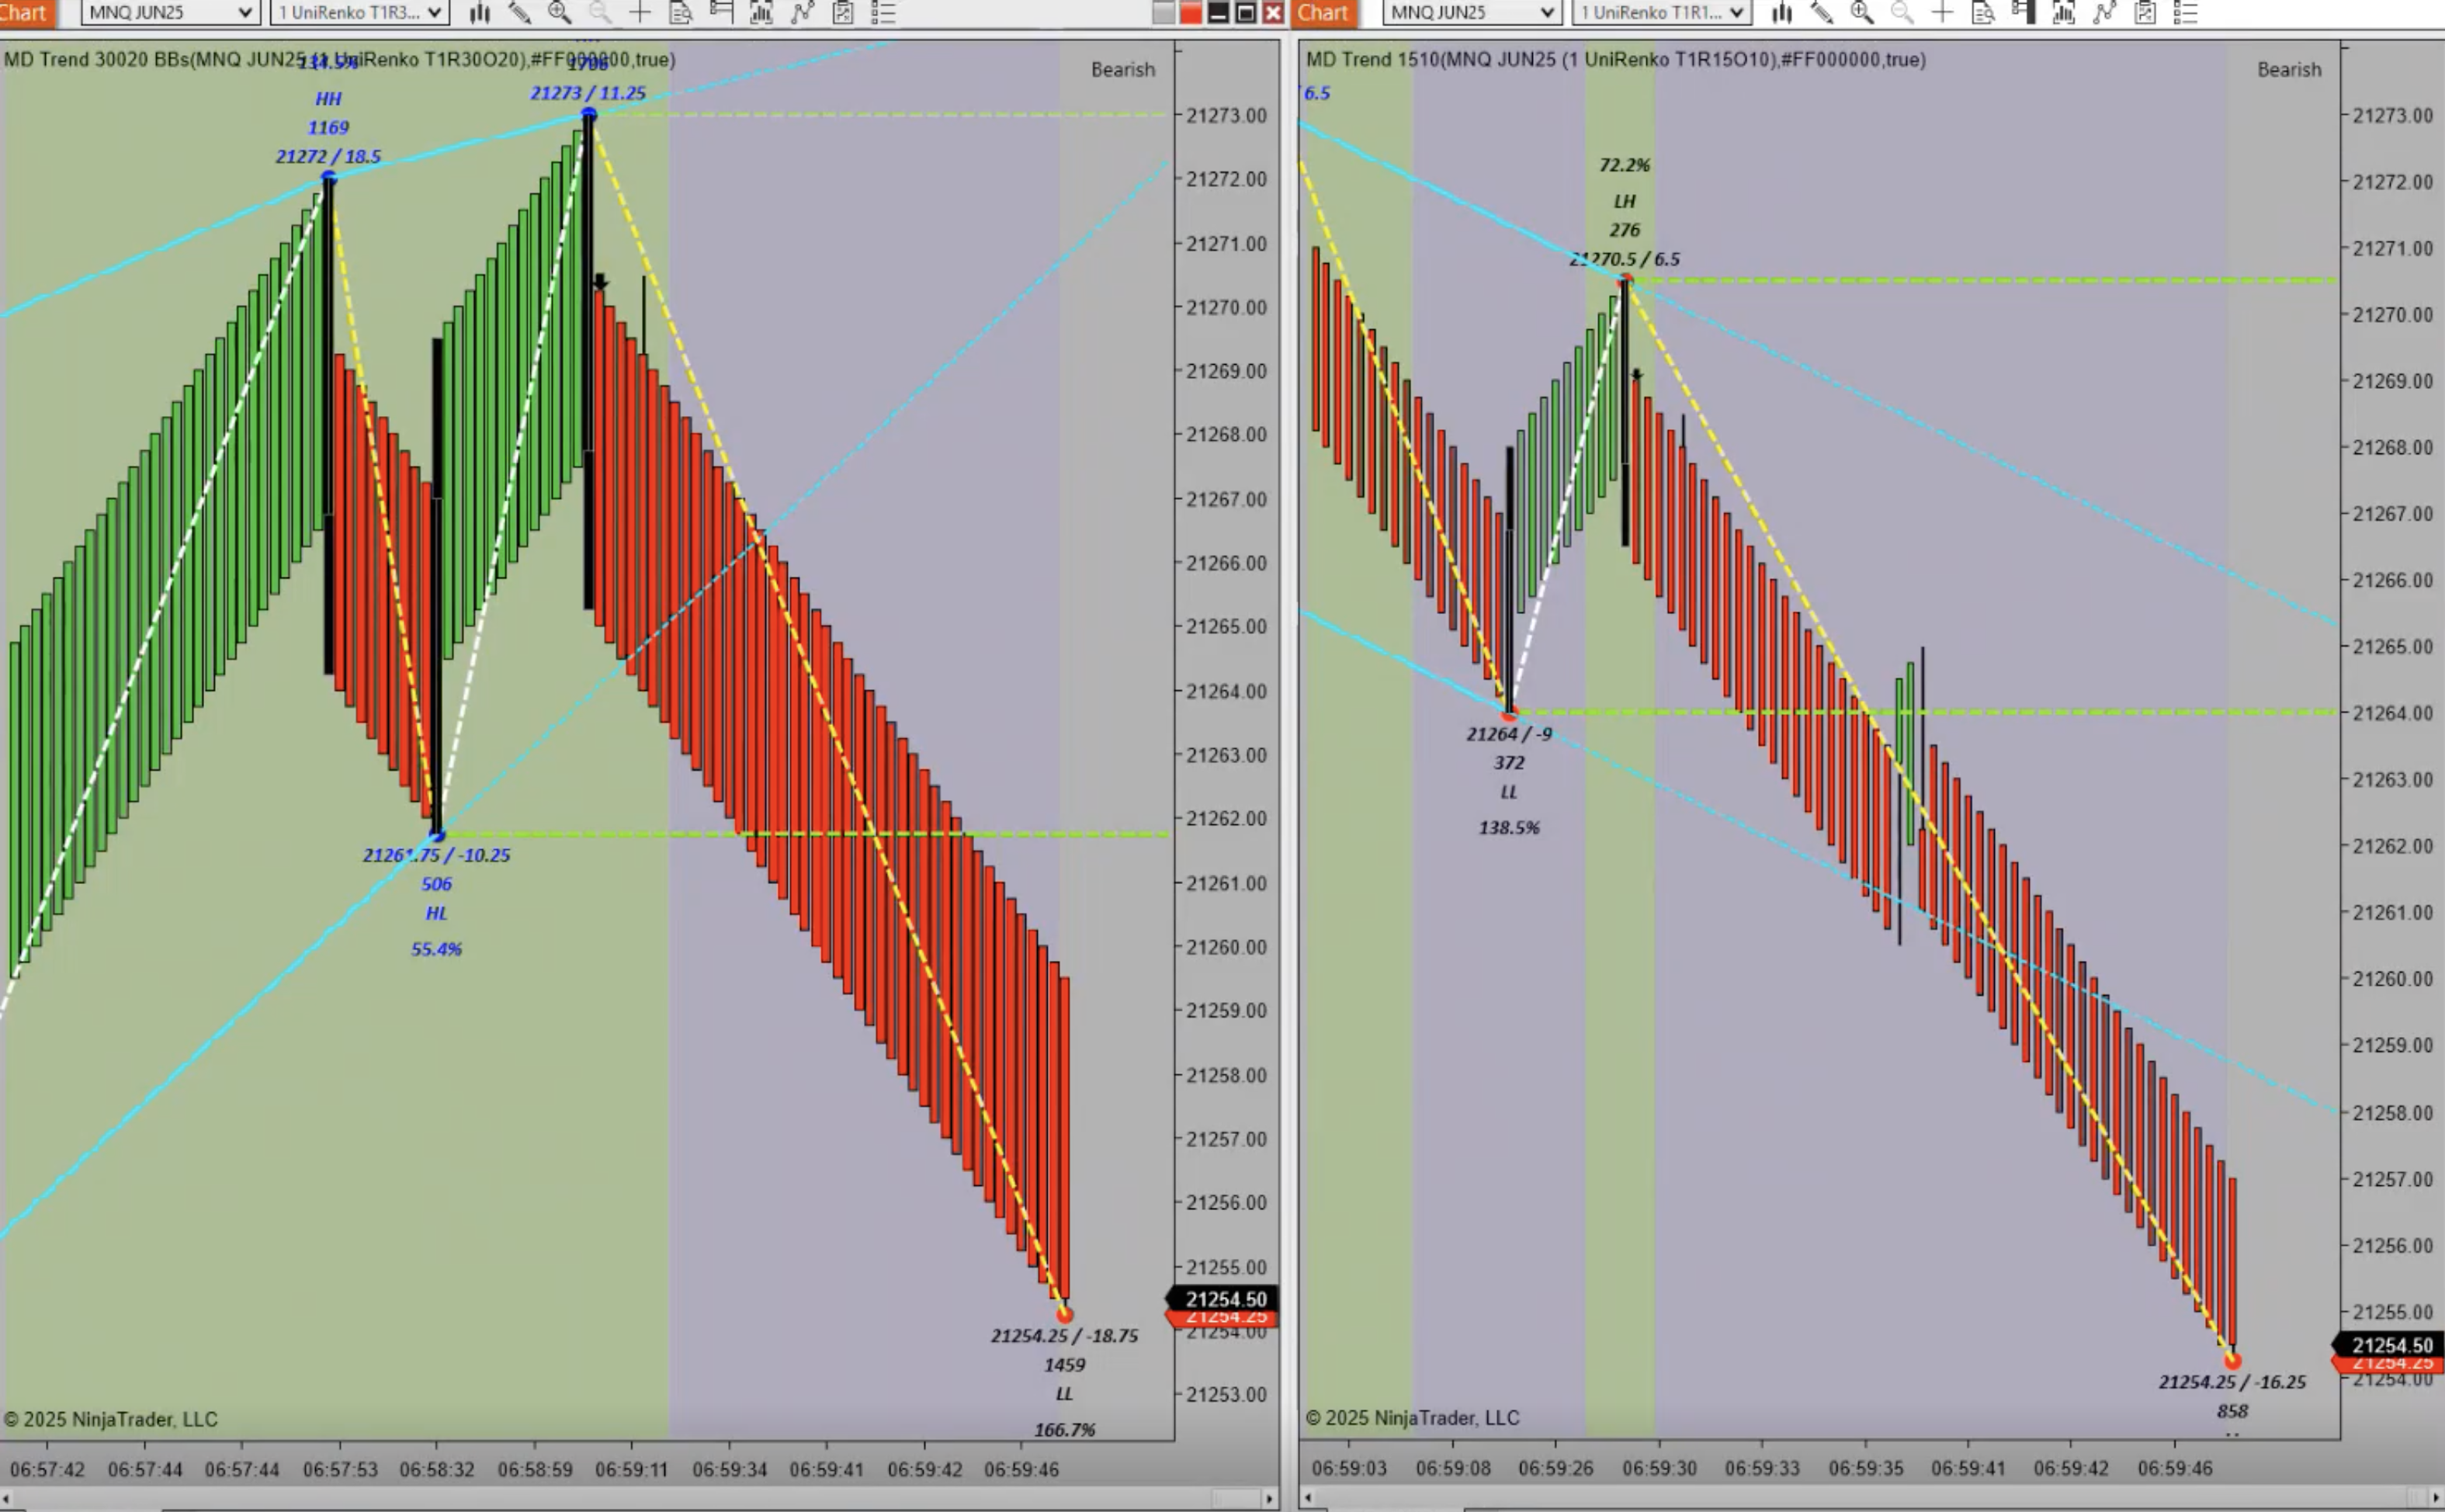 Chart
MNQ JUN25
1 UniRenko T1R3...
MD Trend 30020 BBs(MNQ JUN25 (1 UniRenko T1R30O20),#FF000000,true)
Bearish
HH
1169
21272 / 18.5
21273 / 11.25
21261.75 / -10.25
506
HL
55.4%
21254.25 / -18.75
1459
LL
166.7%
21273.00
21272.00
21271.00
21270.00
21269.00
21268.00
21267.00
21266.00
21265.00
21264.00
21263.00
21262.00
21261.00
21260.00
21259.00
21258.00
21257.00
21256.00
21255.00
21254.50
21254.25
21254.00
21253.00
© 2025 NinjaTrader, LLC
06:57:42 06:57:44 06:57:44 06:57:53 06:58:32 06:58:59 06:59:11 06:59:34 06:59:41 06:59:42 06:59:46
Chart
MNQ JUN25
1 UniRenko T1R1...
MD Trend 1510(MNQ JUN25 (1 UniRenko T1R15O10),#FF000000,true)
Bearish
6.5
72.2%
LH
276
21270.5 / 6.5
21264 / -9
372
LL
138.5%
21254.25 / -16.25
858
21273.00
21272.00
21271.00
21270.00
21269.00
21268.00
21267.00
21266.00
21265.00
21264.00
21263.00
21262.00
21261.00
21260.00
21259.00
21258.00
21257.00
21256.00
21255.00
21254.50
21254.25
21254.00
© 2025 NinjaTrader, LLC
06:59:03 06:59:08 06:59:26 06:59:30 06:59:33 06:59:35 06:59:41 06:59:42 06:59:46